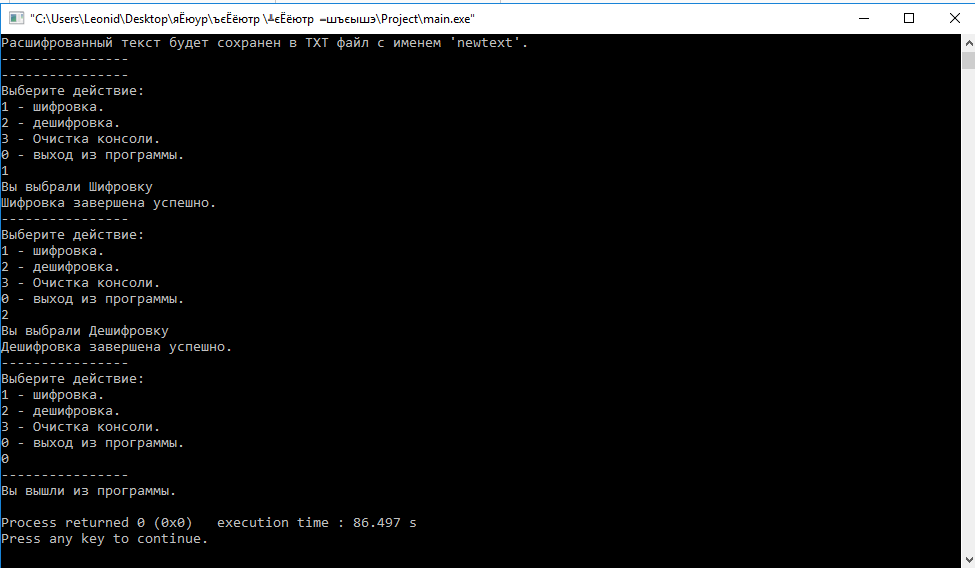 "C:\Users\Leonid\Desktop\яЁюур\ъєЁёютр \╩єЁёютр  =шъєышэ\Project\main.exe"
Расшифрованный текст будет сохранен в TXT файл с именем 'newtext'.
----------------
----------------
Выберите действие:
1 - шифровка.
2 - дешифровка.
3 - Очистка консоли.
0 - выход из программы.
1
Вы выбрали Шифровку
Шифровка завершена успешно.
----------------
Выберите действие:
1 - шифровка.
2 - дешифровка.
3 - Очистка консоли.
0 - выход из программы.
2
Вы выбрали Дешифровку
Дешифровка завершена успешно.
----------------
Выберите действие:
1 - шифровка.
2 - дешифровка.
3 - Очистка консоли.
0 - выход из программы.
0
----------------
Вы вышли из программы.
Process returned 0 (0x0)   execution time : 86.497 s
Press any key to continue.